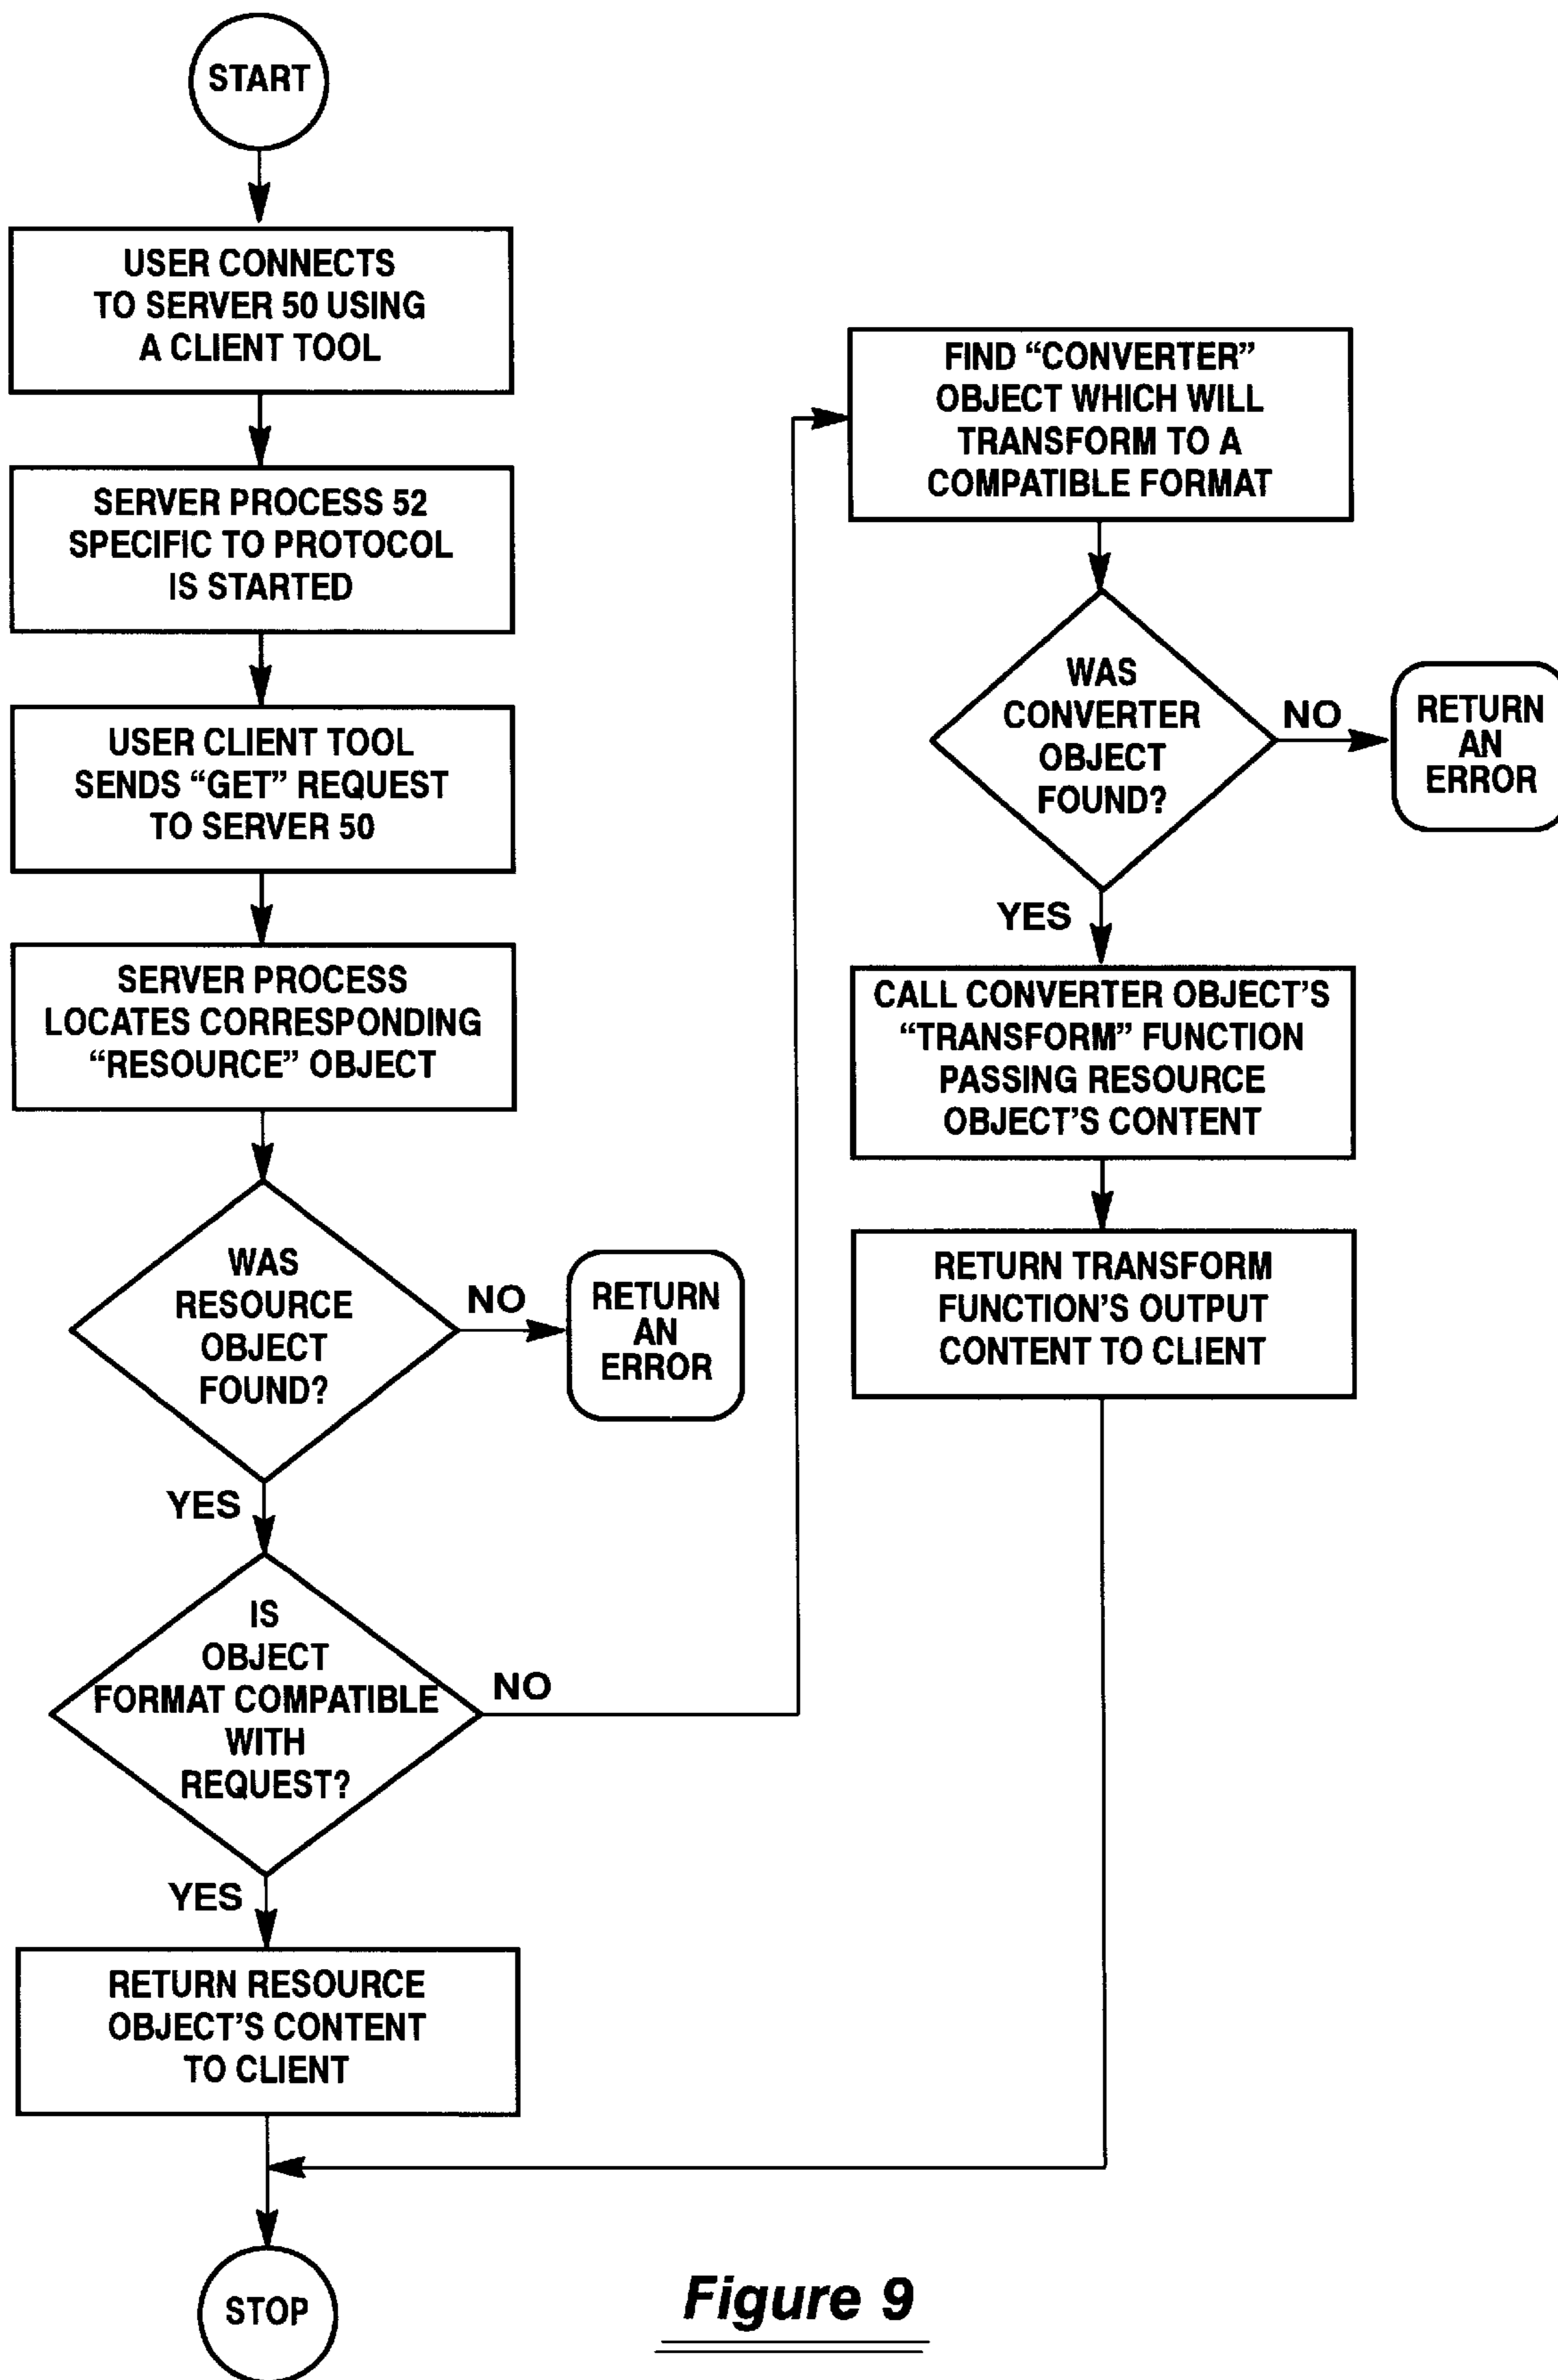 START
USER CONNECTS
TO SERVER 50 USING
A CLIENT TOOL
SERVER PROCESS 52
SPECIFIC TO PROTOCOL
IS STARTED
USER CLIENT TOOL
SENDS “GET” REQUEST
TO SERVER 50
SERVER PROCESS
LOCATES CORRESPONDING
“RESOURCE” OBJECT
WAS
RESOURCE
OBJECT
FOUND?
NO
RETURN
AN
ERROR
YES
IS
OBJECT
FORMAT COMPATIBLE
WITH
REQUEST?
NO
YES
RETURN RESOURCE
OBJECT’S CONTENT
TO CLIENT
STOP
FIND “CONVERTER”
OBJECT WHICH WILL
TRANSFORM TO A
COMPATIBLE FORMAT
WAS
CONVERTER
OBJECT
FOUND?
NO
RETURN
AN
ERROR
YES
CALL CONVERTER OBJECT’S
“TRANSFORM” FUNCTION
PASSING RESOURCE
OBJECT’S CONTENT
RETURN TRANSFORM
FUNCTION’S OUTPUT
CONTENT TO CLIENT
Figure 9